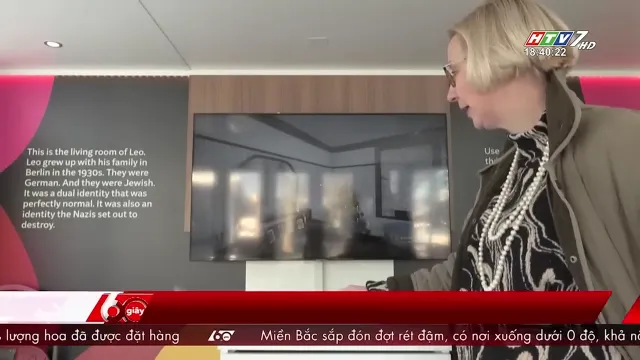 HTV7 HD
18:40:22
This is the living room of Leo.
Leo grew up with his family in
Berlin in the 1930s. They were
German. And they were Jewish.
It was a dual identity that was
perfectly normal. It was also an
identity the Nazis set out to
destroy.
Use
60 giây
lượng hoa đã được đặt hàng
Miền Bắc sắp đón đợt rét đậm, có nơi xuống dưới 0 độ, khả